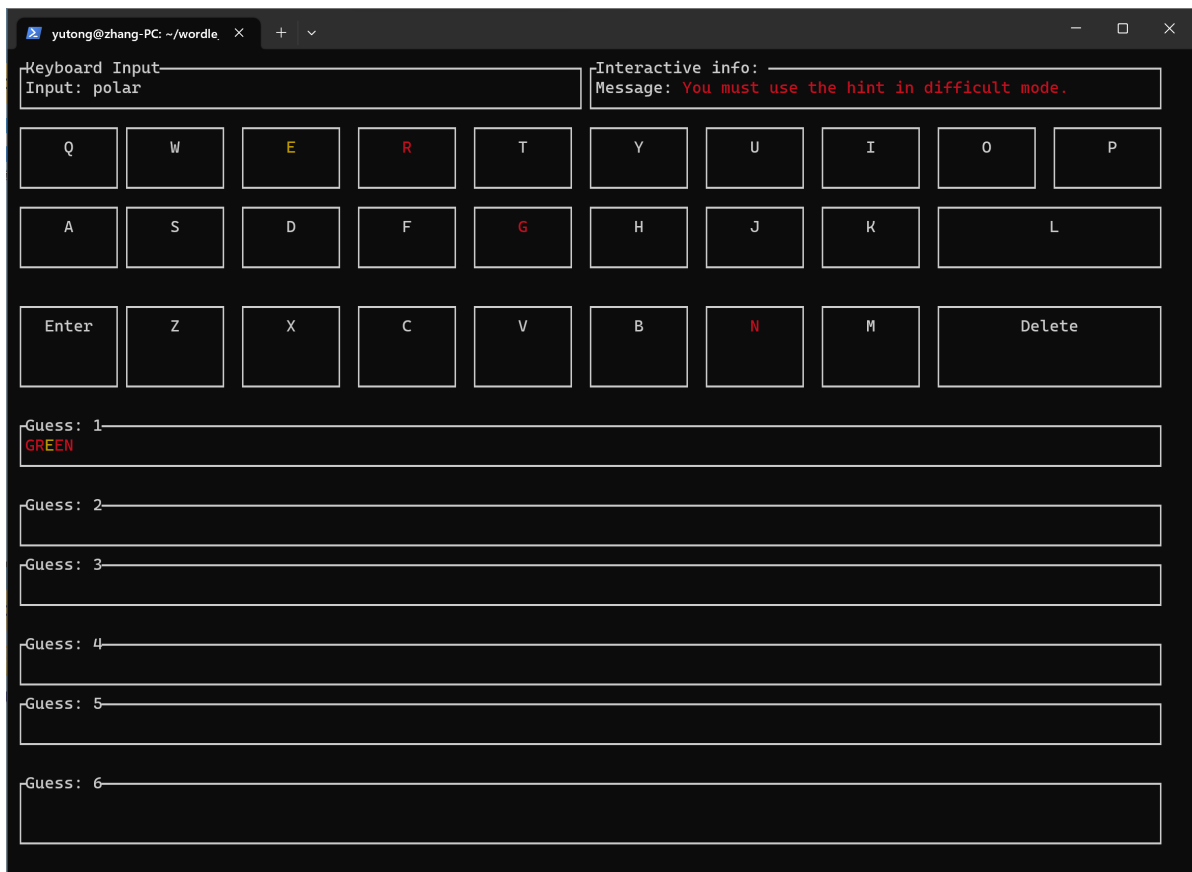 yutong@zhang-PC: ~/wordle_
Keyboard Input
Interactive info:
Input: polar
Message: You must use the hint in difficult mode.
Q W E R T Y U I O P
A S D F G H J K L
Enter Z X C V B N M Delete
Guess: 1
GREEN
Guess: 2
Guess: 3
Guess: 4
Guess: 5
Guess: 6